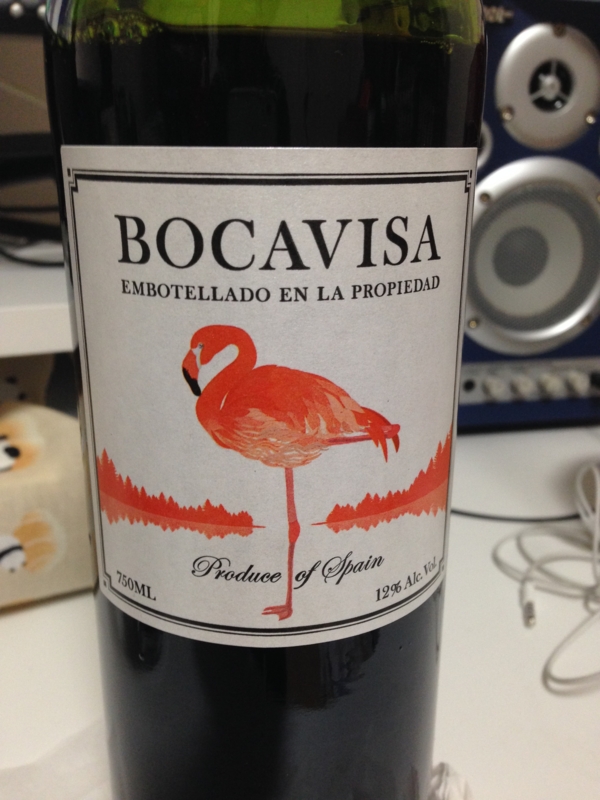 BOCAVISA
EMBOTELLADO EN LA PROPIEDAD
Produce of Spain
750ML
12% Alc. Vol.